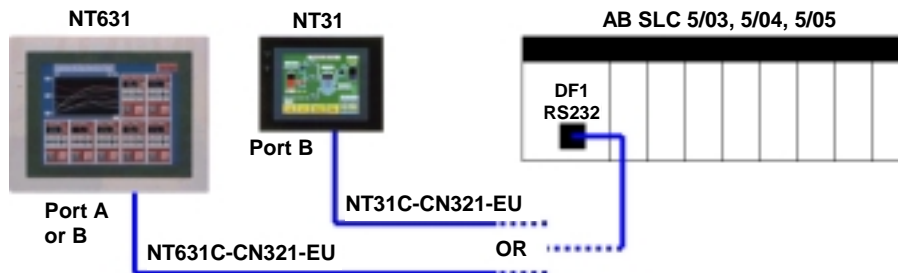 NT631
NT31
AB SLC 5/03, 5/04, 5/05
DF1
RS232
Port B
Port A
or B
NT31C-CN321-EU
NT631C-CN321-EU
OR